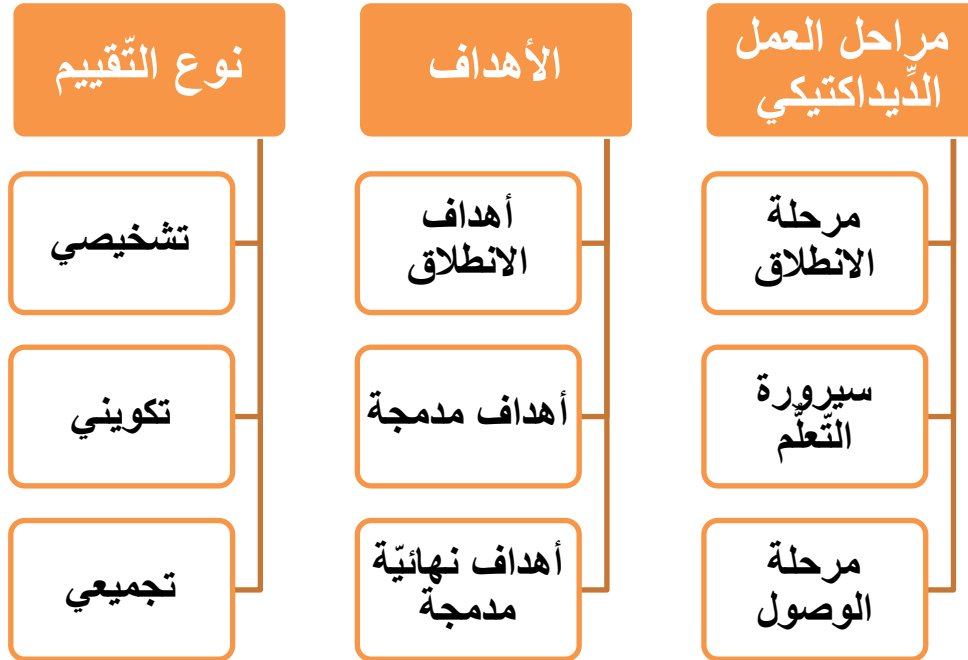 مراحل العمل
الدِّيداكتيكي
مرحلة
الانطلاق
سيرورة
التّعلُّم
مرحلة
الوصول
الأهداف
أهداف
الانطلاق
أهداف مدمجة
أهداف نهائيّة
مدمجة
نوع التّقييم
تشخيصي
تكويني
تجميعي